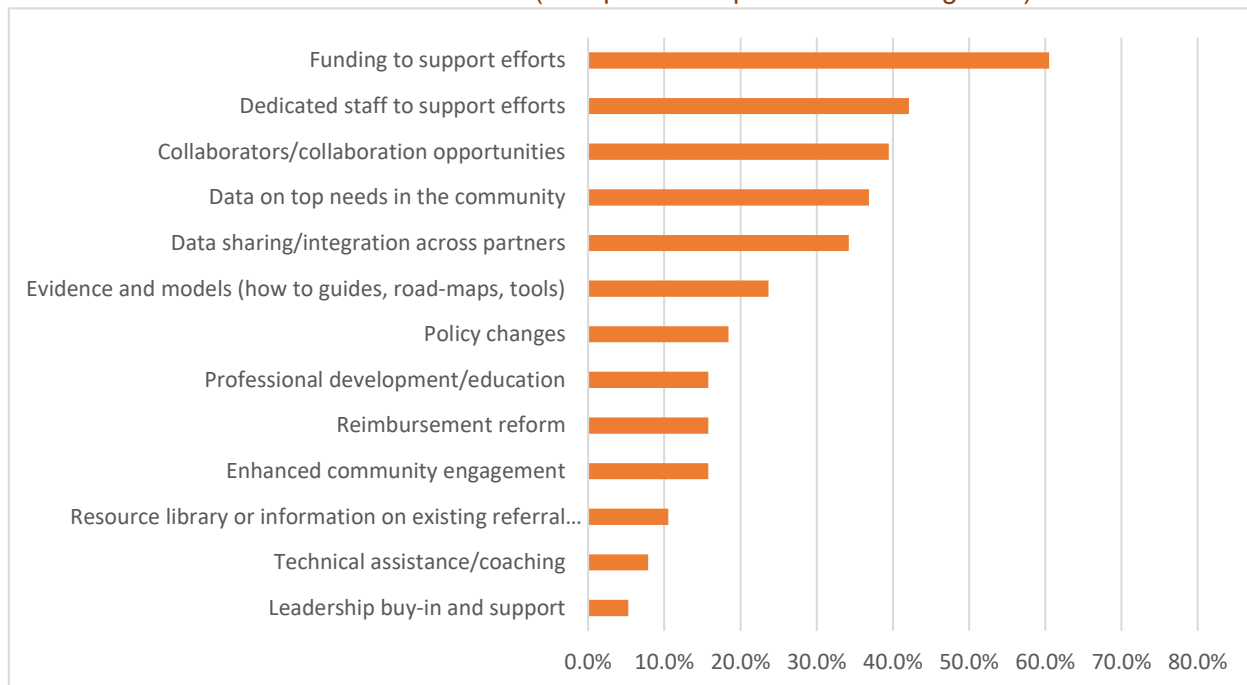 Funding to support efforts
Dedicated staff to support efforts
Collaborators/collaboration opportunities
Data on top needs in the community
Data sharing/integration across partners
Evidence and models (how to guides, road-maps, tools)
Policy changes
Professional development/education
Reimbursement reform
Enhanced community engagement
Resource library or information on existing referral...
Technical assistance/coaching
Leadership buy-in and support
0.0% 10.0% 20.0% 30.0% 40.0% 50.0% 60.0% 70.0% 80.0%